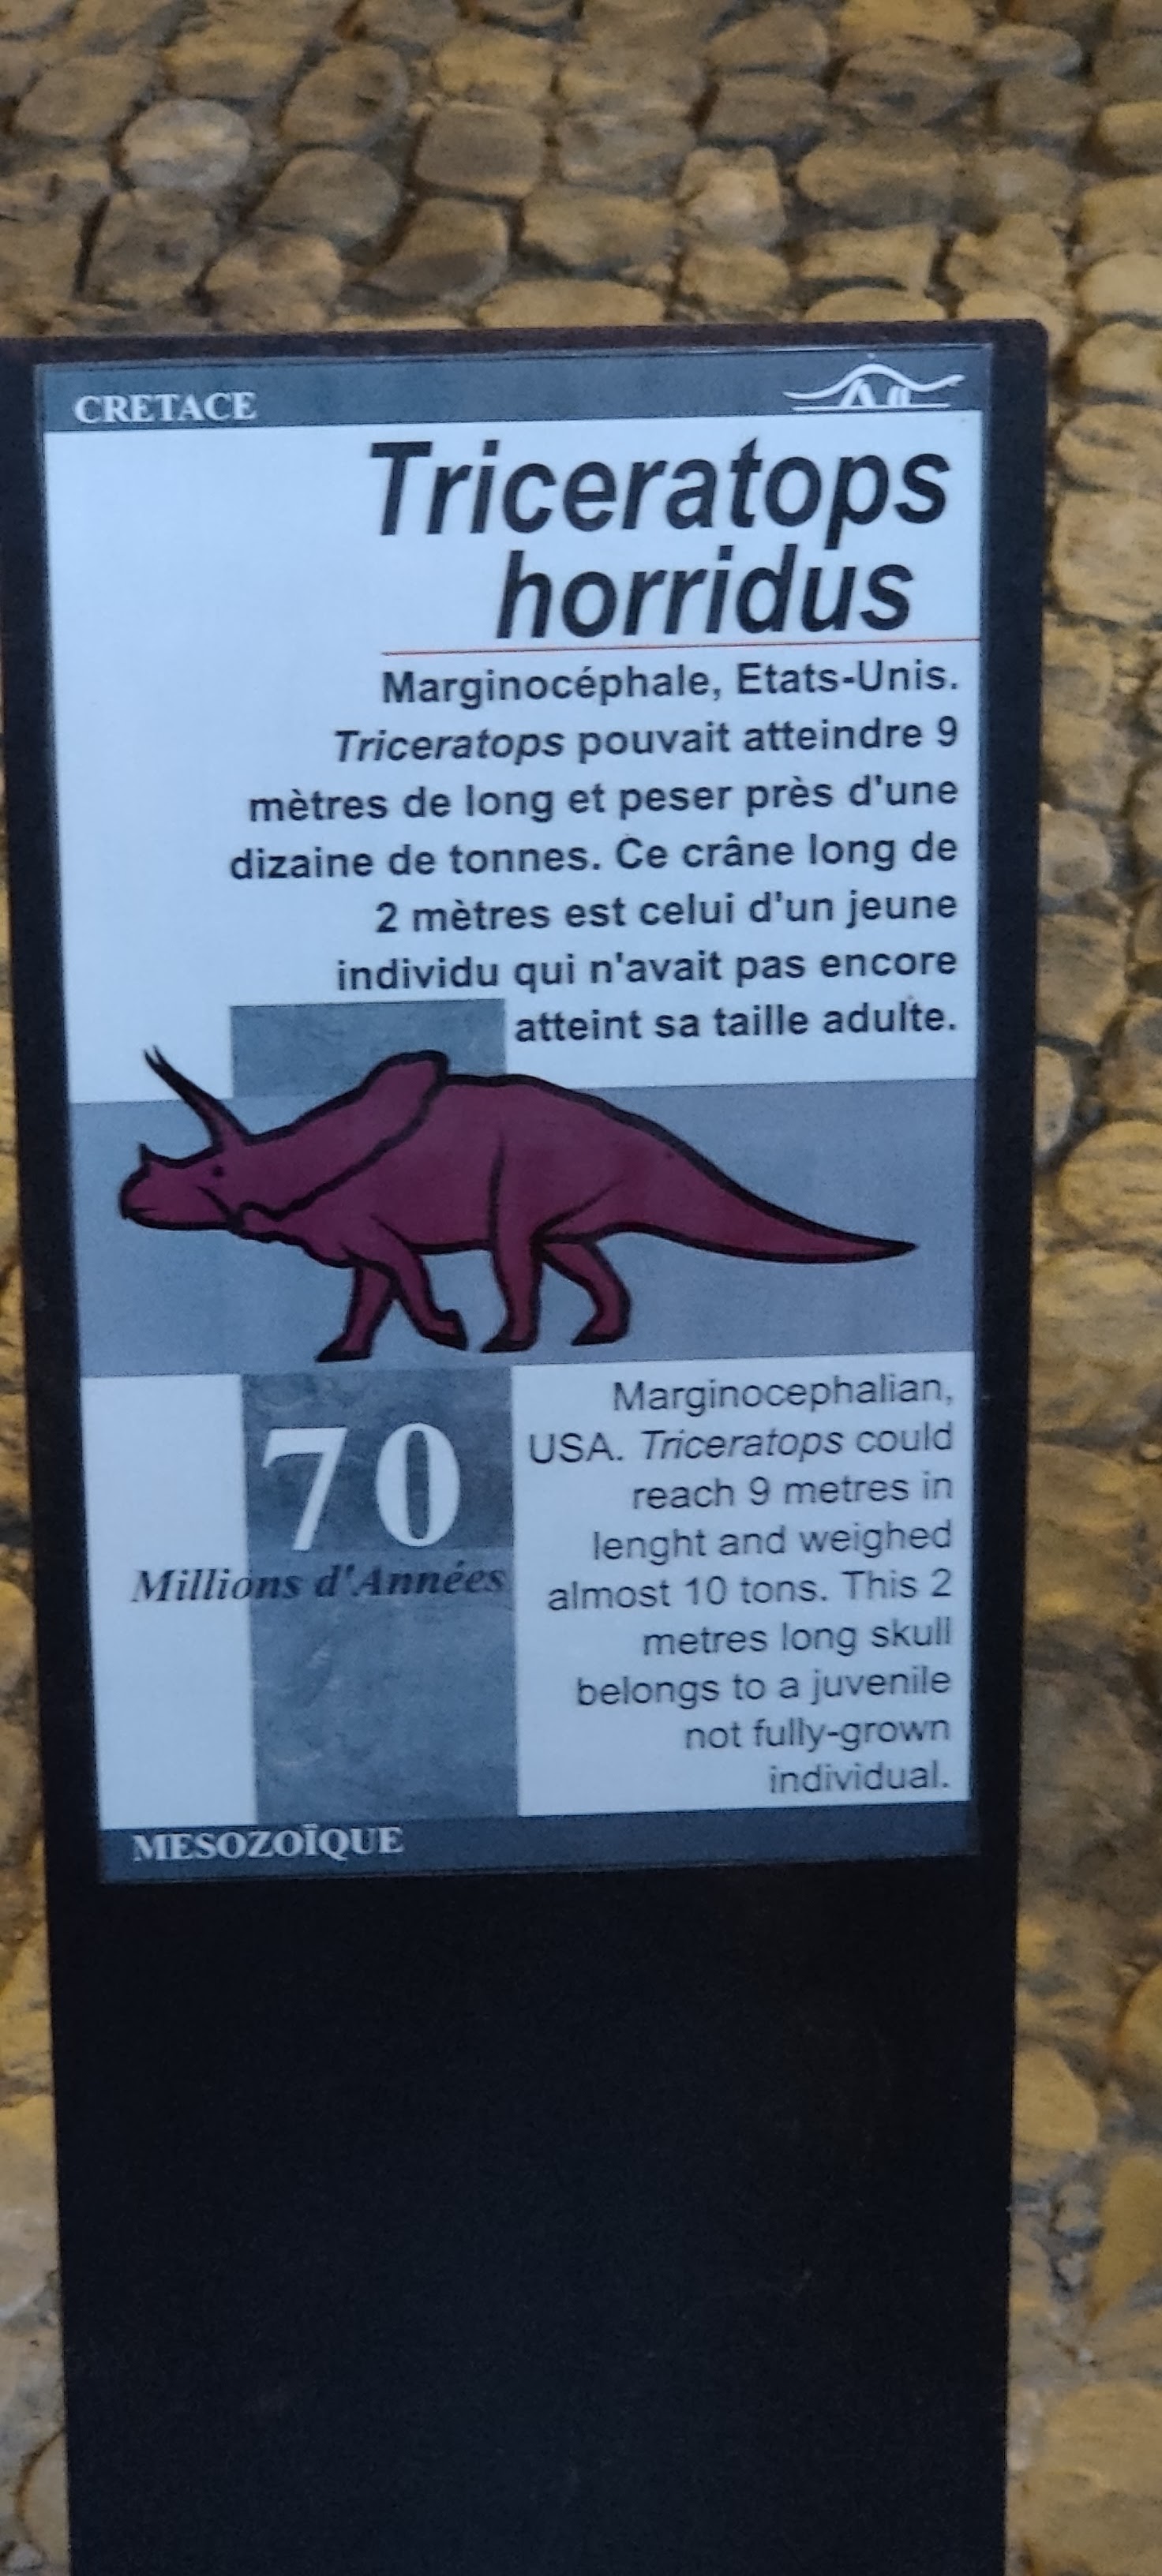 CRETACE
Triceratops
horridus
Marginocéphale, Etats-Unis.
Triceratops pouvait atteindre 9
mètres de long et peser près d'une
dizaine de tonnes. Ce crâne long de
2 mètres est celui d'un jeune
individu qui n'avait pas encore
atteint sa taille adulte.
70
Millions d'Années
Marginocephalian,
USA. Triceratops could
reach 9 metres in
lenght and weighed
almost 10 tons. This 2
metres long skull
belongs to a juvenile
not fully-grown
individual.
MESOZOÏQUE